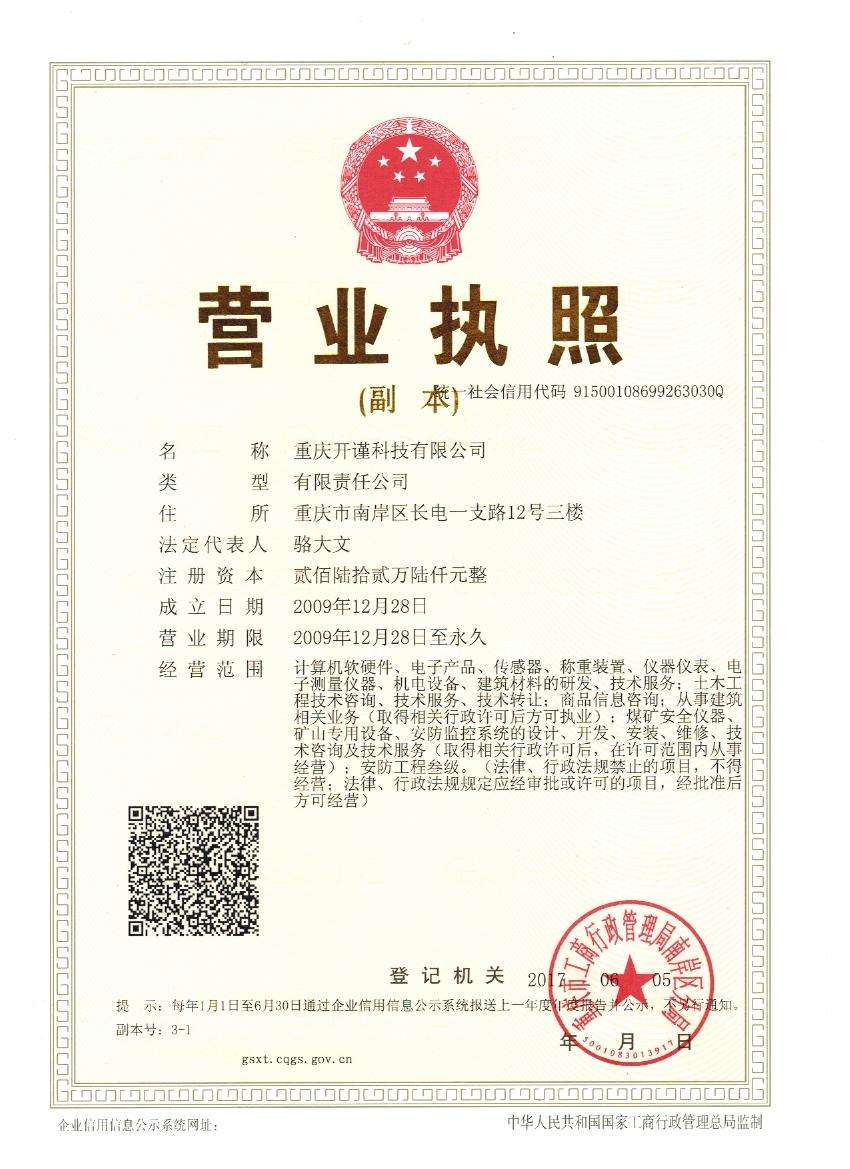 营业执照
(副 本)
统一社会信用代码 91500108699263030Q
名 称 重庆开谨科技有限公司
类 型 有限责任公司
住 所 重庆市南岸区长电一支路12号三楼
法定代表人 骆大文
注册资本 贰佰陆拾贰万陆仟元整
成立日期 2009年12月28日
营业期限 2009年12月28日至永久
经营范围 计算机软硬件、电子产品、传感器、称重装置、仪器仪表、电
子测量仪器、机电设备、建筑材料的研发、技术服务；土木工
程技术咨询、技术服务、技术转让；商品信息咨询；从事建筑
相关业务（取得相关行政许可后方可执业）；煤矿安全仪器、
矿山专用设备、安防监控系统的设计、开发、安装、维修、技
术咨询及技术服务（取得相关行政许可后，在许可范围内从事
经营）；安防工程叁级。（法律、行政法规禁止的项目，不得
经营；法律、行政法规规定应经审批或许可的项目，经批准后
方可经营）
重庆市工商行政管理局南岸区分局
登记机关 2017 06 05
提 示：每年1月1日至6月30日通过企业信用信息公示系统报送上一年度年度报告并公示，不另行通知。
副本号：3-1
年 月 日
5001083013917
gsxt.cqgs.gov.cn
企业信用信息公示系统网址：
中华人民共和国国家工商行政管理总局监制